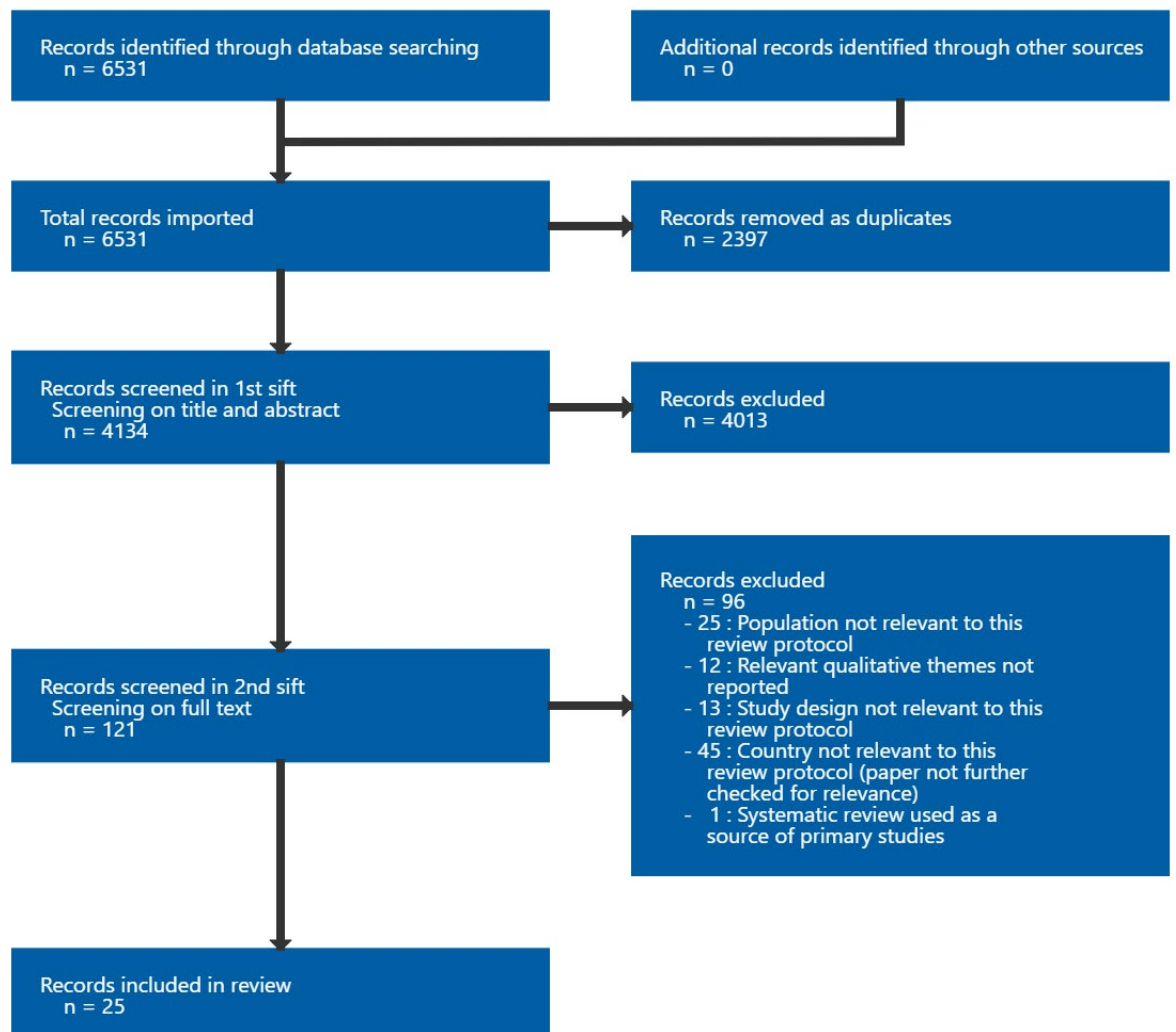 Records identified through database searching
n = 6531
Additional records identified through other sources
n = 0
Total records imported
n = 6531
Records removed as duplicates
n = 2397
Records screened in 1st sift
Screening on title and abstract
n = 4134
Records excluded
n = 4013
Records screened in 2nd sift
Screening on full text
n = 121
Records excluded
n = 96
- 25 : Population not relevant to this
review protocol
- 12 : Relevant qualitative themes not
reported
- 13 : Study design not relevant to this
review protocol
- 45 : Country not relevant to this
review protocol (paper not further
checked for relevance)
- 1 : Systematic review used as a
source of primary studies
Records included in review
n = 25